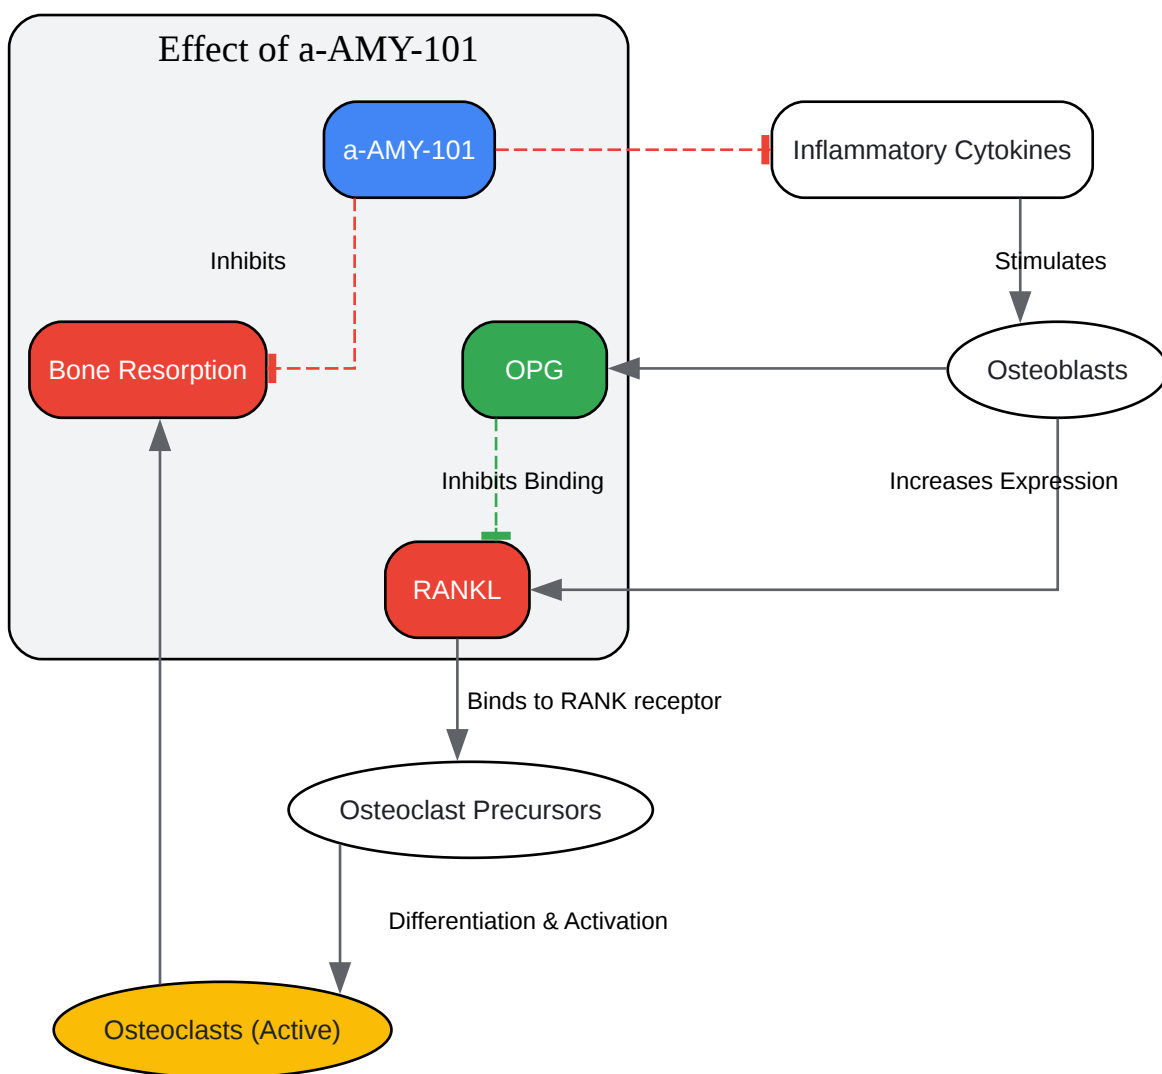 Effect of a-AMY-101
a-AMY-101
Inflammatory Cytokines
Inhibits
Stimulates
Bone Resorption
OPG
Osteoblasts
Inhibits Binding
Increases Expression
RANKL
Binds to RANK receptor
Osteoclast Precursors
Differentiation & Activation
Osteoclasts (Active)